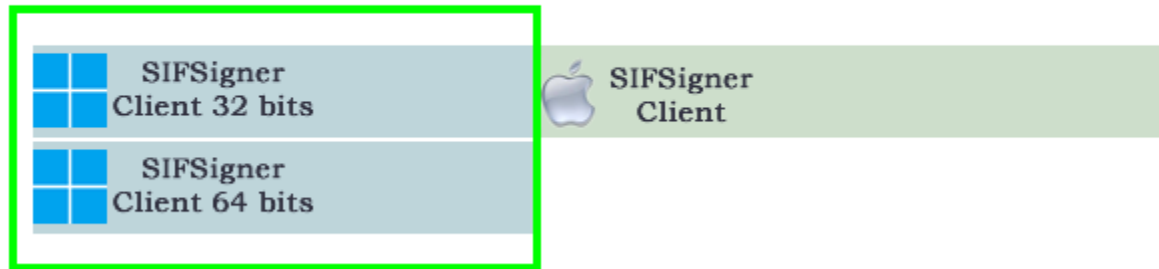 SIFSigner
Client 32 bits
SIFSigner
Client 64 bits
SIFSigner
Client